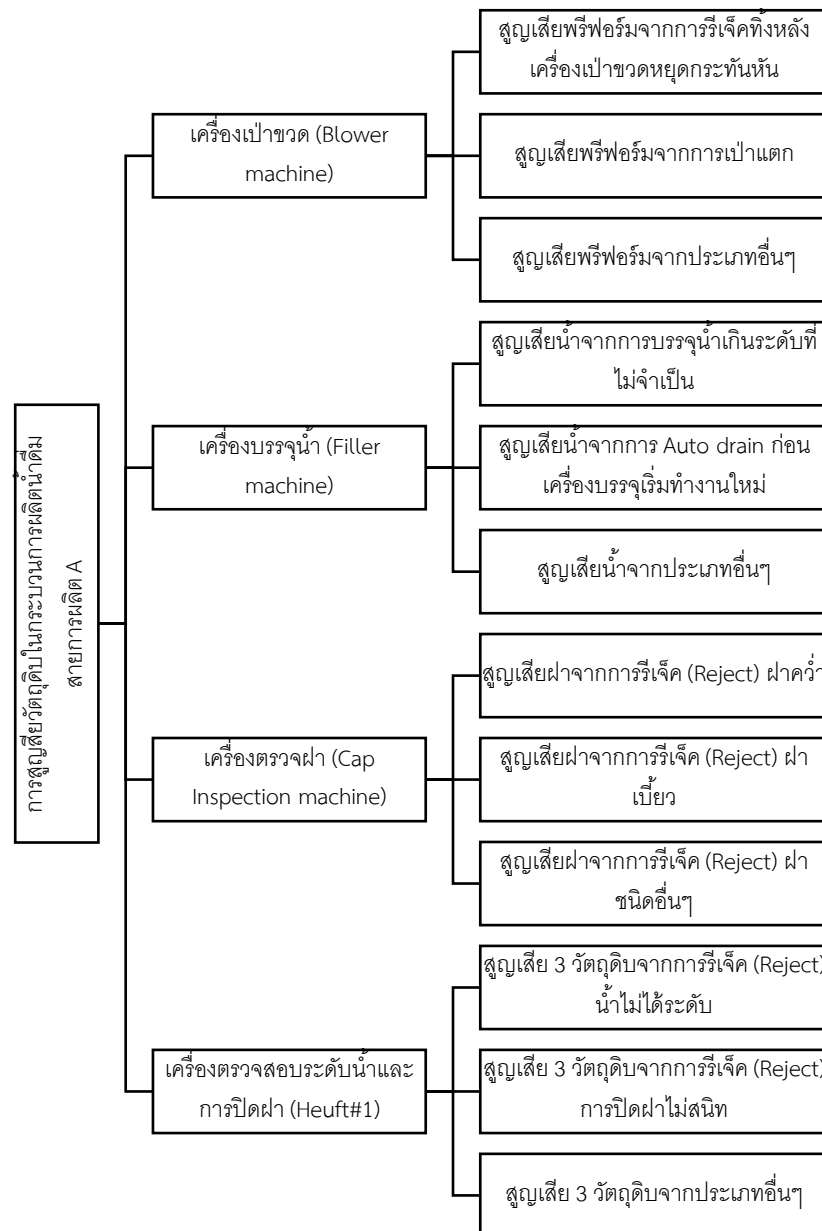 การสูญเสียวัตถุดิบในกระบวนการผลิตน้ำดื่ม
สายการผลิต A
เครื่องเป่าขวด (Blower
machine)
สูญเสียพรีฟอร์มจากการรีเจ็คทิ้งหลัง
เครื่องเป่าขวดหยุดกระทันหัน
สูญเสียพรีฟอร์มจากการเป่าแตก
สูญเสียพรีฟอร์มจากประเภทอื่นๆ
เครื่องบรรจุน้ำ (Filler
machine)
สูญเสียน้ำจากการบรรจุน้ำเกินระดับที่
ไม่จำเป็น
สูญเสียน้ำจากการ Auto drain ก่อน
เครื่องบรรจุเริ่มทำงานใหม่
สูญเสียน้ำจากประเภทอื่นๆ
เครื่องตรวจฝา (Cap
Inspection machine)
สูญเสียฝาจากการรีเจ็ค (Reject) ฝาคว่ำ
สูญเสียฝาจากการรีเจ็ค (Reject) ฝา
เบี้ยว
สูญเสียฝาจากการรีเจ็ค (Reject) ฝา
ชนิดอื่นๆ
เครื่องตรวจสอบระดับน้ำและ
การปิดฝา (Heuft#1)
สูญเสีย 3 วัตถุดิบจากการรีเจ็ค (Reject)
น้ำไม่ได้ระดับ
สูญเสีย 3 วัตถุดิบจากการรีเจ็ค (Reject)
การปิดฝาไม่สนิท
สูญเสีย 3 วัตถุดิบจากประเภทอื่นๆ